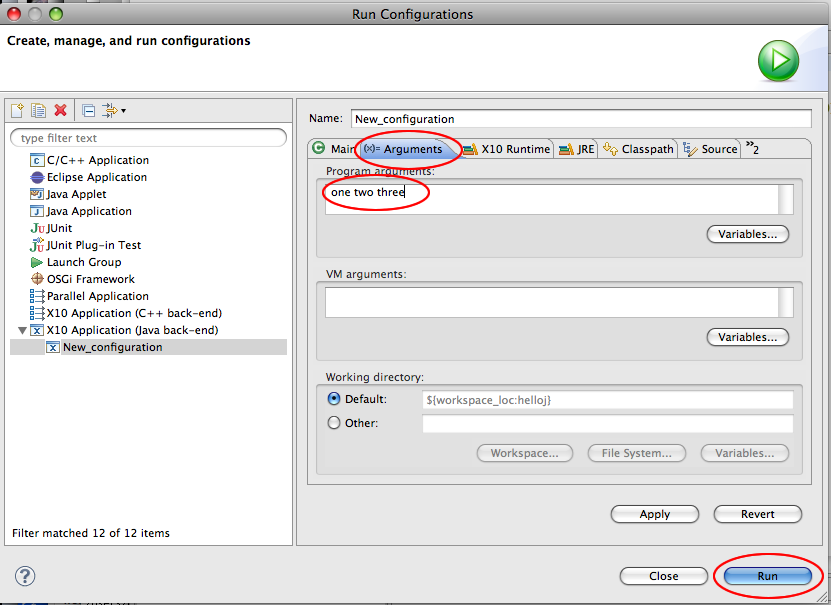 Run Configurations
Create, manage, and run configurations
type filter text
C/C++ Application
Eclipse Application
Java Applet
Java Application
JUnit
JUnit Plug-in Test
Launch Group
OSGi Framework
Parallel Application
X10 Application (C++ back-end)
X10 Application (Java back-end)
New_configuration
Filter matched 12 of 12 items
Name: New_configuration
Main (x)= Arguments X10 Runtime JRE Classpath Source »2
Program arguments:
one two three
Variables...
VM arguments:
Variables...
Working directory:
Default: ${workspace_loc:helloj}
Other:
Workspace... File System... Variables...
Apply Revert
Close Run